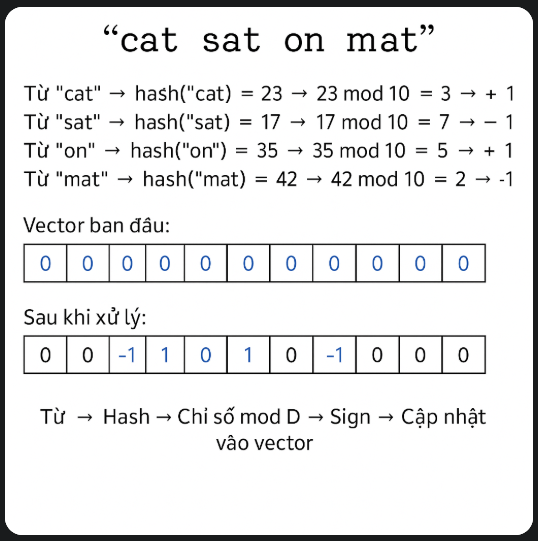 “cat sat on mat”
Từ "cat" → hash("cat) = 23 → 23 mod 10 = 3 → + 1
Từ "sat" → hash("sat) = 17 → 17 mod 10 = 7 → − 1
Từ "on" → hash("on") = 35 → 35 mod 10 = 5 → + 1
Từ "mat" → hash("mat) = 42 → 42 mod 10 = 2 → -1
Vector ban đâu:
0 0 0 0 0 0 0 0 0 0 0
Sau khi xử lý:
0 0 -1 1 0 1 0 -1 0 0 0
Từ → Hash → Chỉ số mod D → Sign → Cập nhật
vâo vector